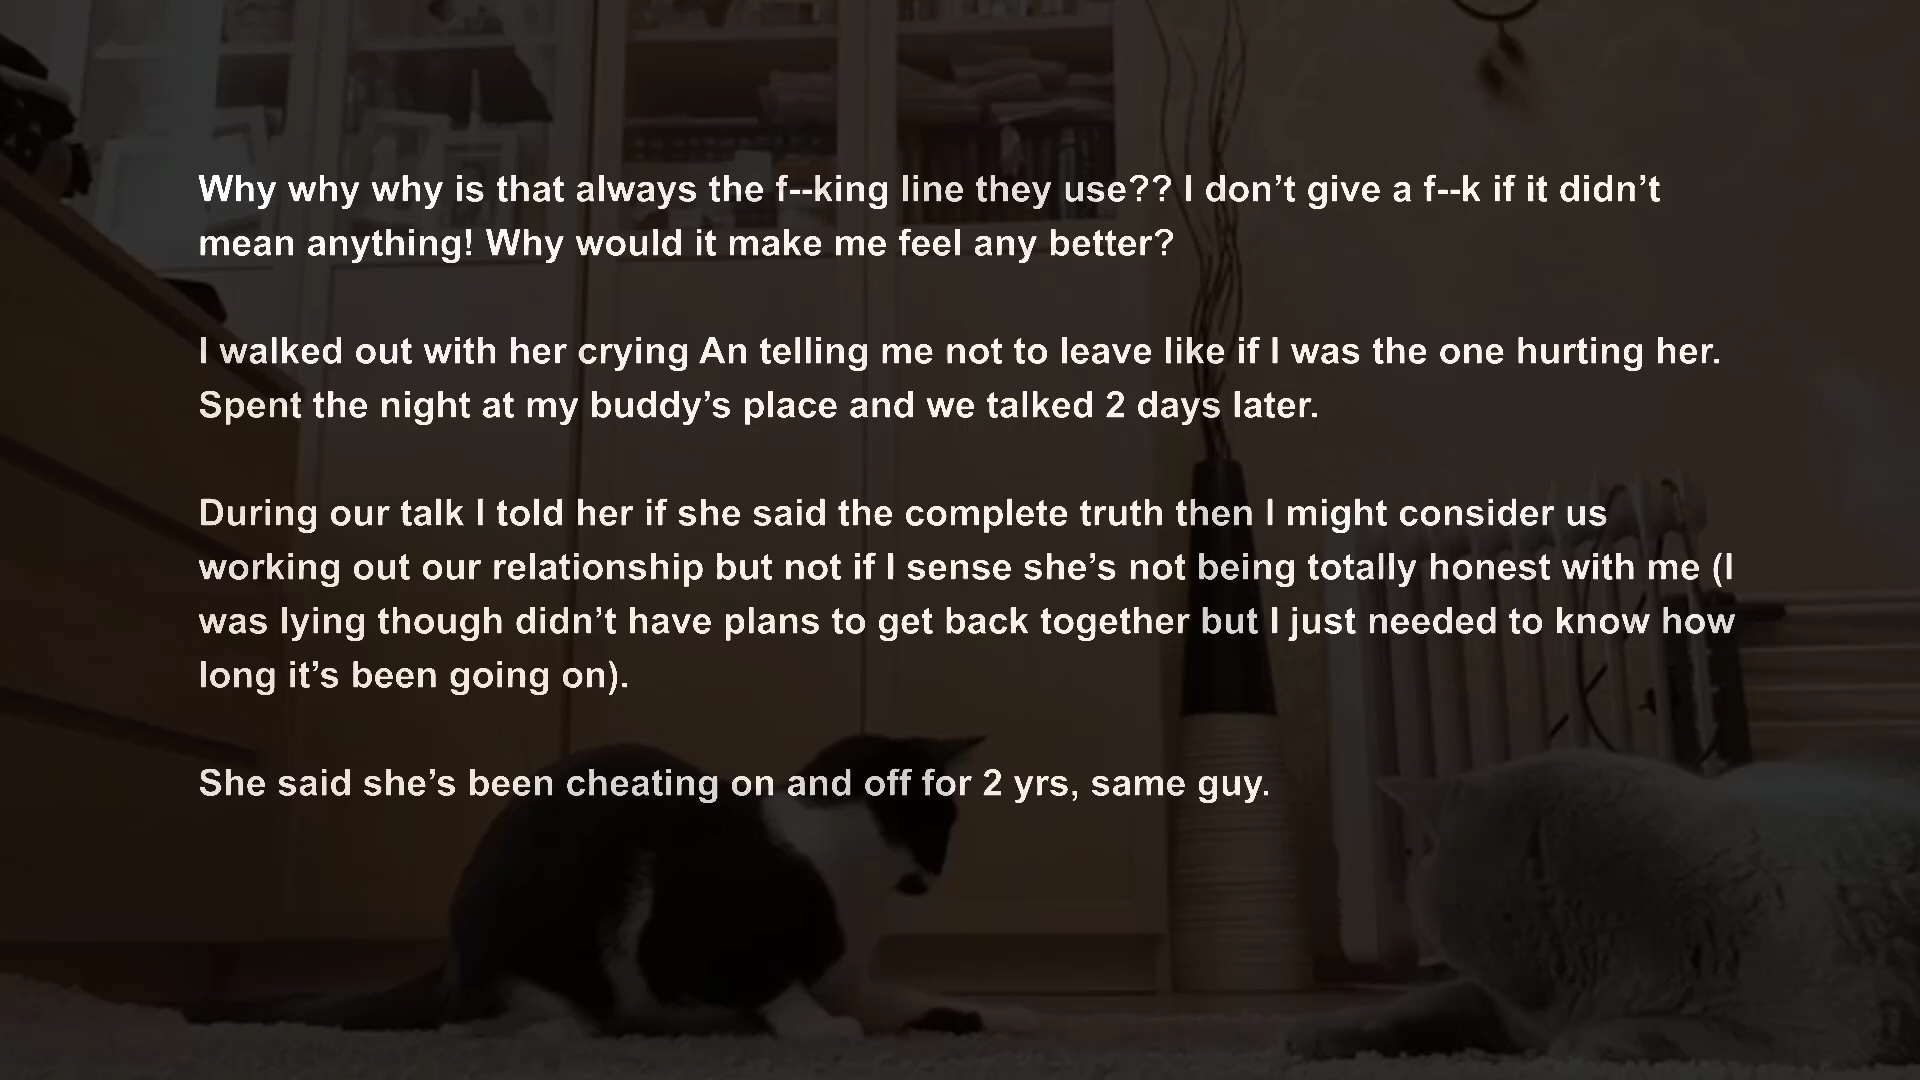 Why why why is that always the f--king line they use?? I don’t give a f--k if it didn’t
mean anything! Why would it make me feel any better?
I walked out with her crying An telling me not to leave like if I was the one hurting her.
Spent the night at my buddy’s place and we talked 2 days later.
During our talk I told her if she said the complete truth then I might consider us
working out our relationship but not if I sense she’s not being totally honest with me (I
was lying though didn’t have plans to get back together but I just needed to know how
long it’s been going on).
She said she’s been cheating on and off for 2 yrs, same guy.